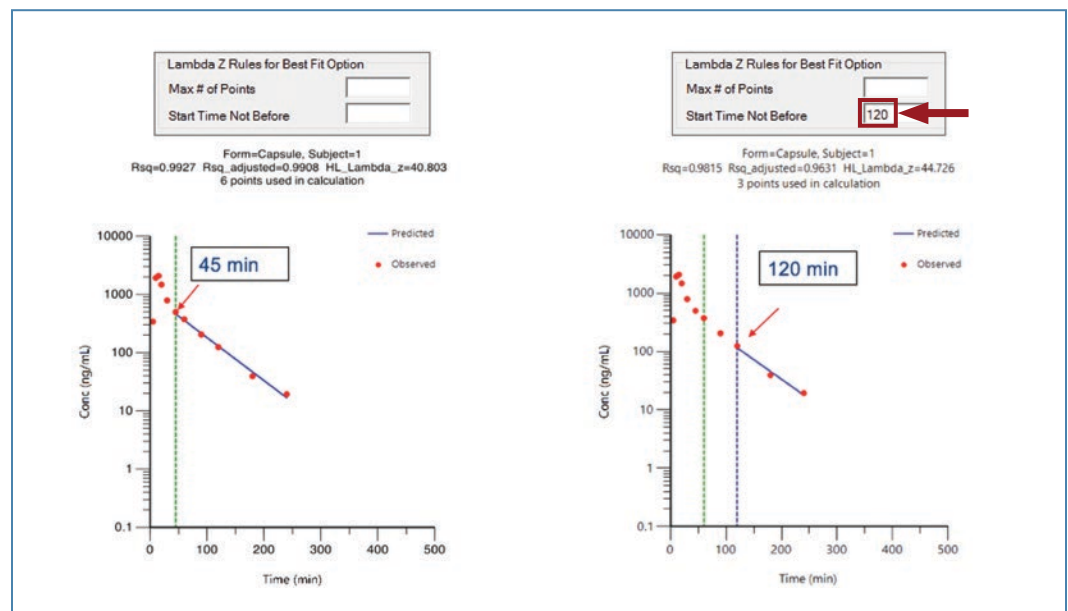 Lambda Z Rules for Best Fit Option
Max # of Points
Start Time Not Before
Form=Capsule, Subject=1
Rsq=0.9927 Rsq_adjusted=0.9908 HL_Lambda_z=40.803
6 points used in calculation
10000
1000
100
10
1
0.1
Conc (ng/mL)
45 min
Predicted
Observed
0 100 200 300 400 500
Time (min)
Lambda Z Rules for Best Fit Option
Max # of Points
Start Time Not Before 120
Form=Capsule, Subject=1
Rsq=0.9815 Rsq_adjusted=0.9631 HL_Lambda_z=44.726
3 points used in calculation
10000
1000
100
10
1
0.1
Conc (ng/mL)
120 min
Predicted
Observed
0 100 200 300 400 500
Time (min)